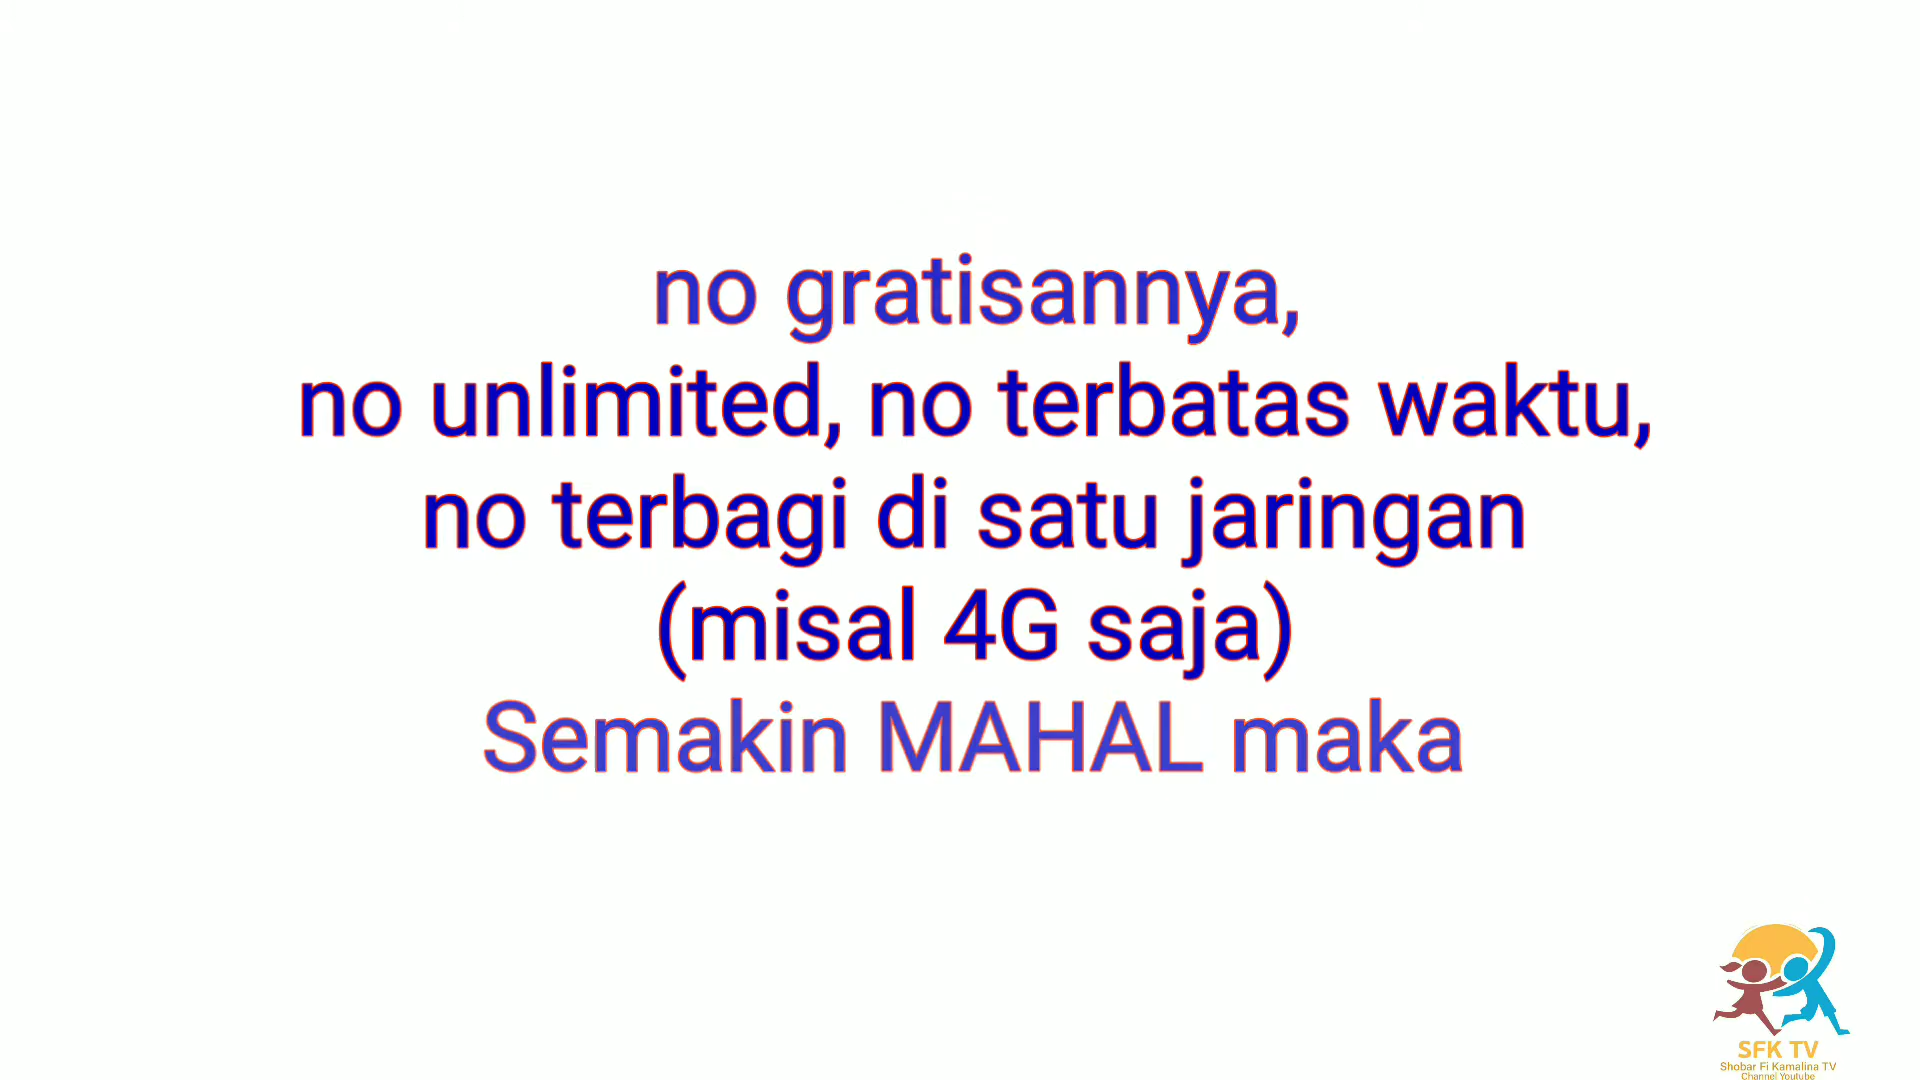 no gratisannya,
no unlimited, no terbatas waktu,
no terbagi di satu jaringan
(misal 4G saja)
Semakin MAHAL maka
SFK TV
Shobar Fi Kamalina TV
Channel Youtube